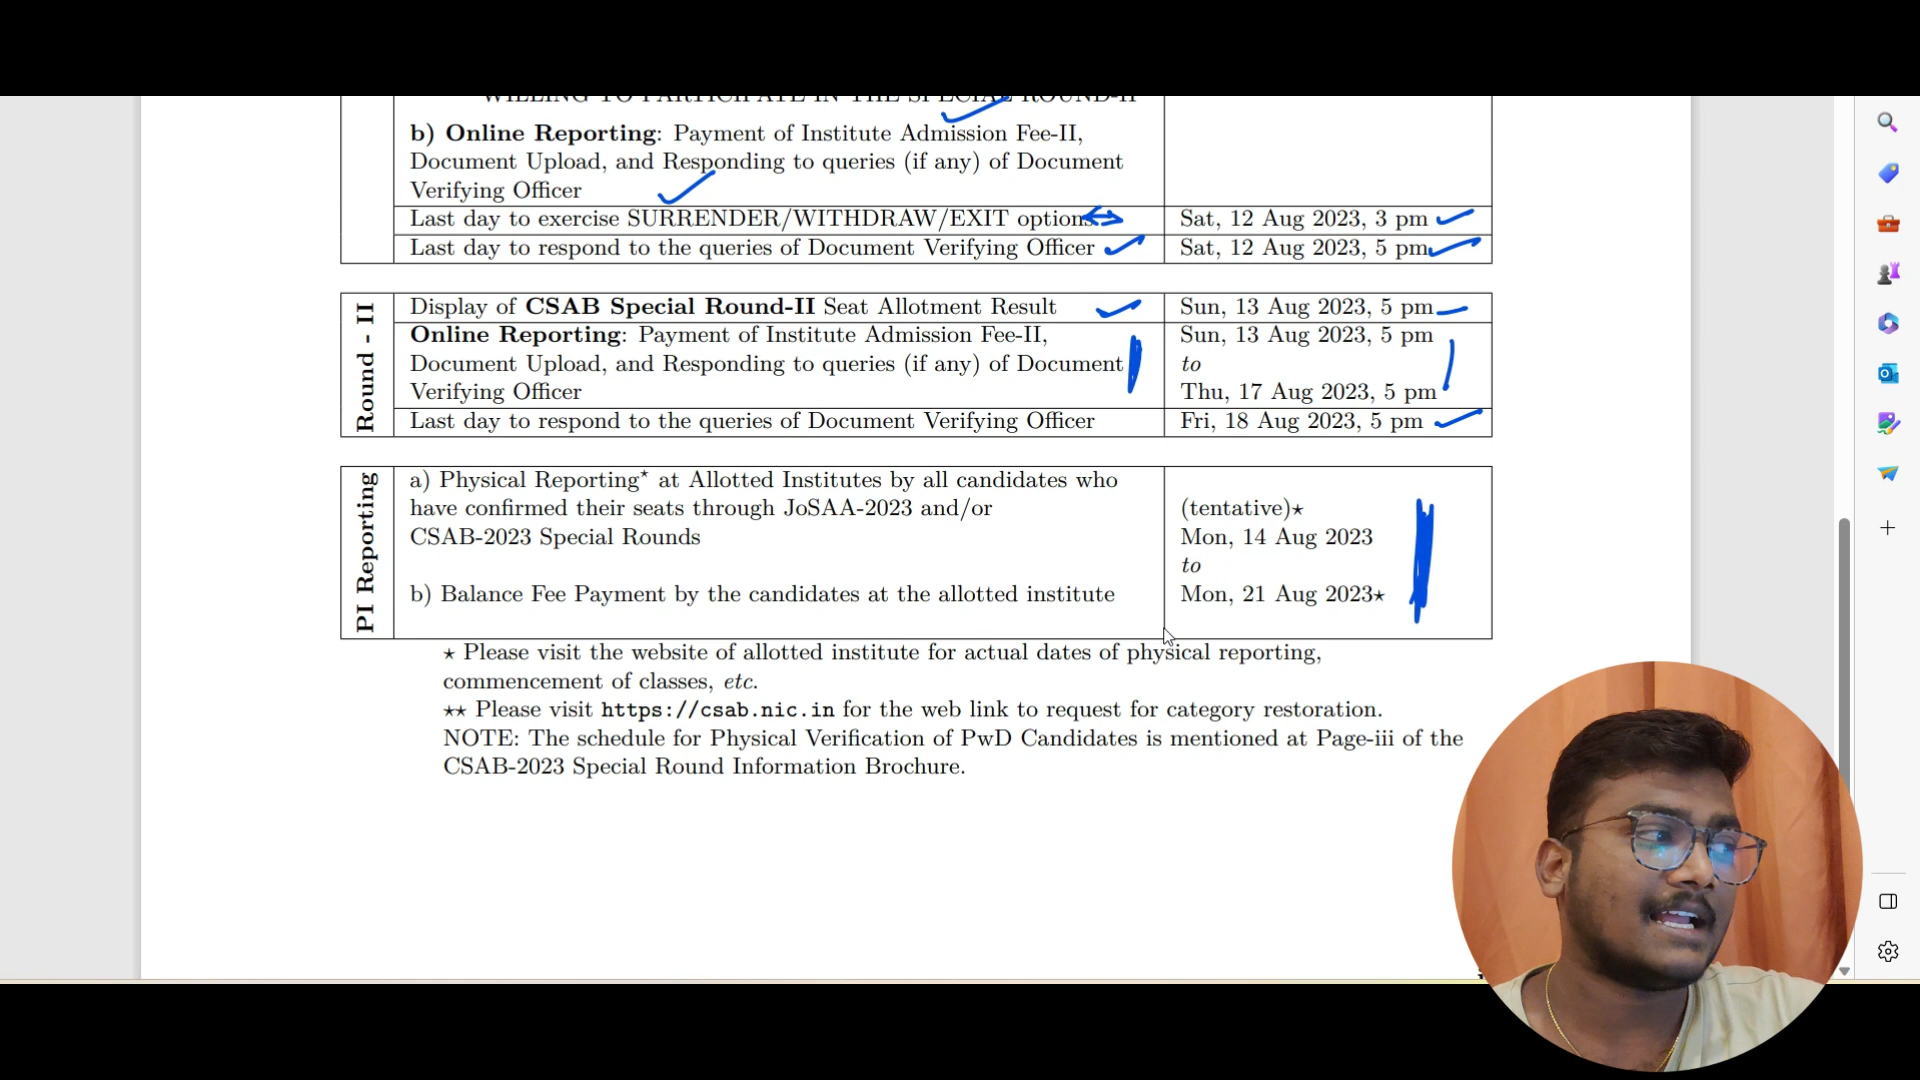 WILLING TO PARTICIPATE IN THE SPECIAL ROUND-II
b) Online Reporting: Payment of Institute Admission Fee-II,
Document Upload, and Responding to queries (if any) of Document
Verifying Officer
Last day to exercise SURRENDER/WITHDRAW/EXIT options Sat, 12 Aug 2023, 3 pm
Last day to respond to the queries of Document Verifying Officer Sat, 12 Aug 2023, 5 pm
Round - II
Display of CSAB Special Round-II Seat Allotment Result Sun, 13 Aug 2023, 5 pm
Online Reporting: Payment of Institute Admission Fee-II, Sun, 13 Aug 2023, 5 pm
Document Upload, and Responding to queries (if any) of Document to
Verifying Officer Thu, 17 Aug 2023, 5 pm
Last day to respond to the queries of Document Verifying Officer Fri, 18 Aug 2023, 5 pm
PI Reporting
a) Physical Reporting⋆ at Allotted Institutes by all candidates who
have confirmed their seats through JoSAA-2023 and/or (tentative)⋆
CSAB-2023 Special Rounds Mon, 14 Aug 2023
to
b) Balance Fee Payment by the candidates at the allotted institute Mon, 21 Aug 2023⋆
⋆ Please visit the website of allotted institute for actual dates of physical reporting,
commencement of classes, etc.
⋆⋆ Please visit https://csab.nic.in for the web link to request for category restoration.
NOTE: The schedule for Physical Verification of PwD Candidates is mentioned at Page-iii of the
CSAB-2023 Special Round Information Brochure.